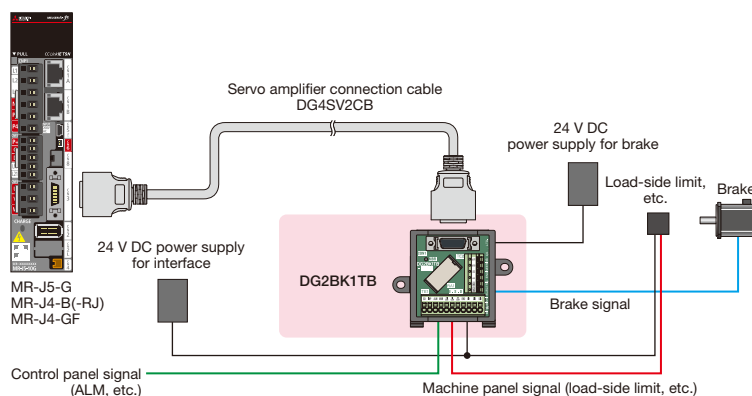 ▼PULL
CHARGE
Servo amplifier connection cable
DG4SV2CB
24 V DC
power supply for brake
Load-side limit,
etc.
Brake
24 V DC power supply
for interface
MR-J5-G
MR-J4-B(-RJ)
MR-J4-GF
DG2BK1TB
Brake signal
Control panel signal
(ALM, etc.)
Machine panel signal (load-side limit, etc.)